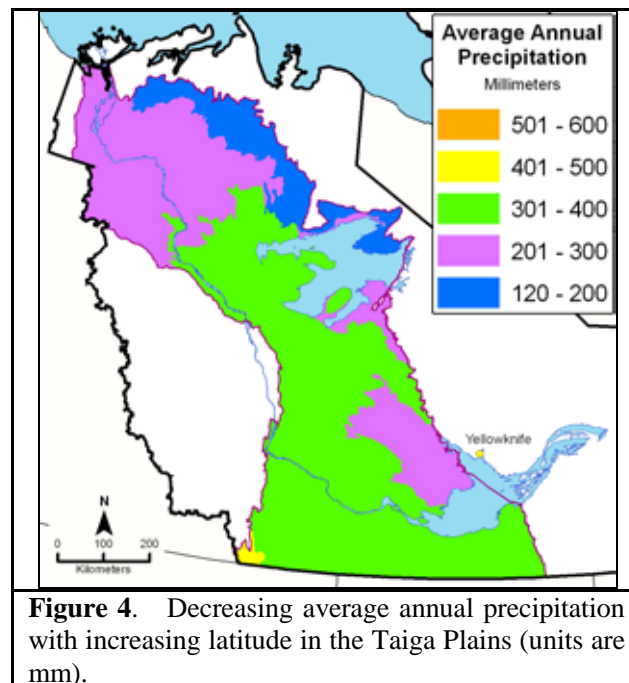 Average Annual
Precipitation
Millimeters
501 - 600
401 - 500
301 - 400
201 - 300
120 - 200
Yellowknife
N
0 100 200
Kilometers
Figure 4. Decreasing average annual precipitation
with increasing latitude in the Taiga Plains (units are
mm).